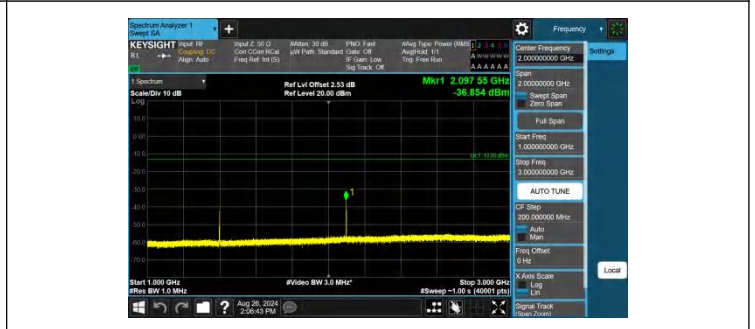 Spectrum Analyzer 1
Swept SA
+
Frequency
KEYSIGHT
Input: RF
Coupling: DC
Align: Auto
Input Z: 50 Ω
Corr CCorr RCal
Freq Ref: Int (S)
#Atten: 30 dB
µW Path: Standard
PNO: Fast
Gate: Off
IF Gain: Low
Sig Track: Off
#Avg Type: Power (RMS)
Avg|Hold: 1/1
Trig: Free Run
1 2 3 4 5 6
A W W W W W
A A A A A A
1 Spectrum
Scale/Div 10 dB
Log
Ref Lvl Offset 2.53 dB
Ref Level 20.00 dBm
Mkr1 2.097 55 GHz
-36.854 dBm
10.0
0.00
-10.0
-20.0
-30.0
-40.0
-50.0
-60.0
-70.0
1
Start 1.000 GHz
#Res BW 1.0 MHz
#Video BW 3.0 MHz*
Stop 3.000 GHz
#Sweep ~1.00 s (40001 pts)
?
Aug 26, 2024
2:06:43 PM
Center Frequency
2.000000000 GHz
Settings
Span
2.00000000 GHz
Swept Span
Zero Span
Full Span
Start Freq
1.000000000 GHz
Stop Freq
3.000000000 GHz
AUTO TUNE
CF Step
200.000000 MHz
Auto
Man
Freq Offset
0 Hz
X Axis Scale
Log
Lin
Local
Signal Track
(Span Zoom)